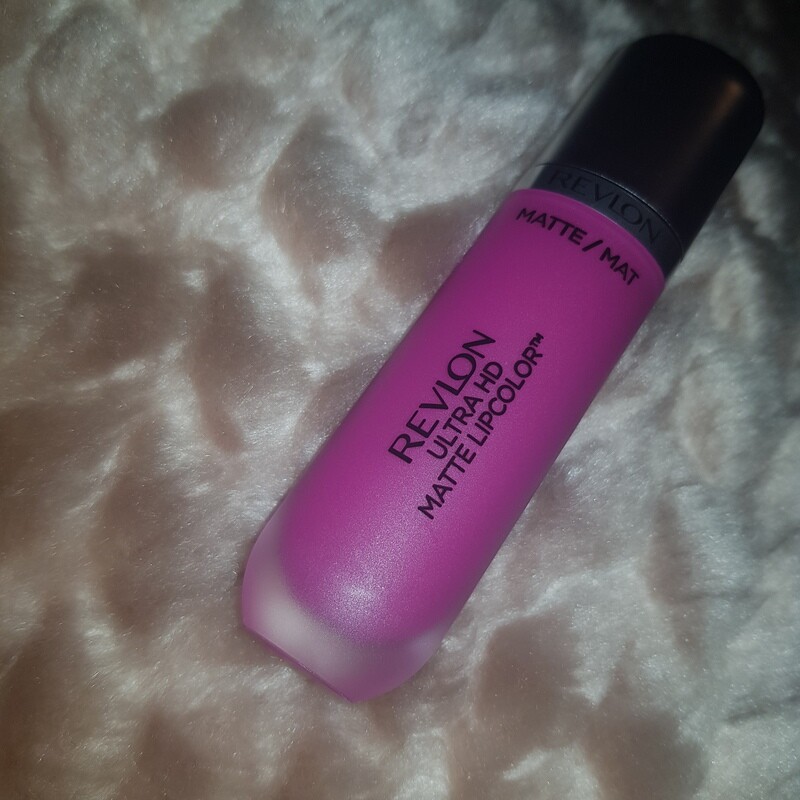 REVLON
MATTE / MAT
REVLON
ULTRA HD
MATTE LIPCOLOR™